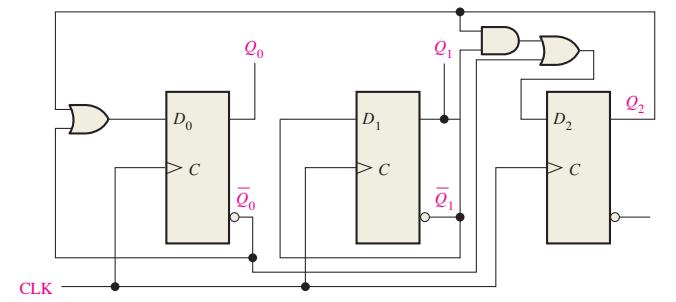 Q₀
Q₁
D₀
D₁
D₂
Q₂
C
C
C
Q̅₀
Q̅₁
CLK